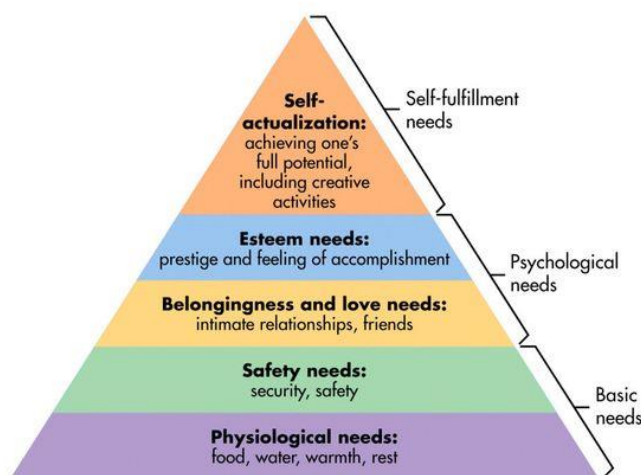 Self-
actualization:
achieving one's
full potential,
including creative
activities
Self-fulfillment
needs
Esteem needs:
prestige and feeling of accomplishment
Belongingness and love needs:
intimate relationships, friends
Psychological
needs
Safety needs:
security, safety
Physiological needs:
food, water, warmth, rest
Basic
needs